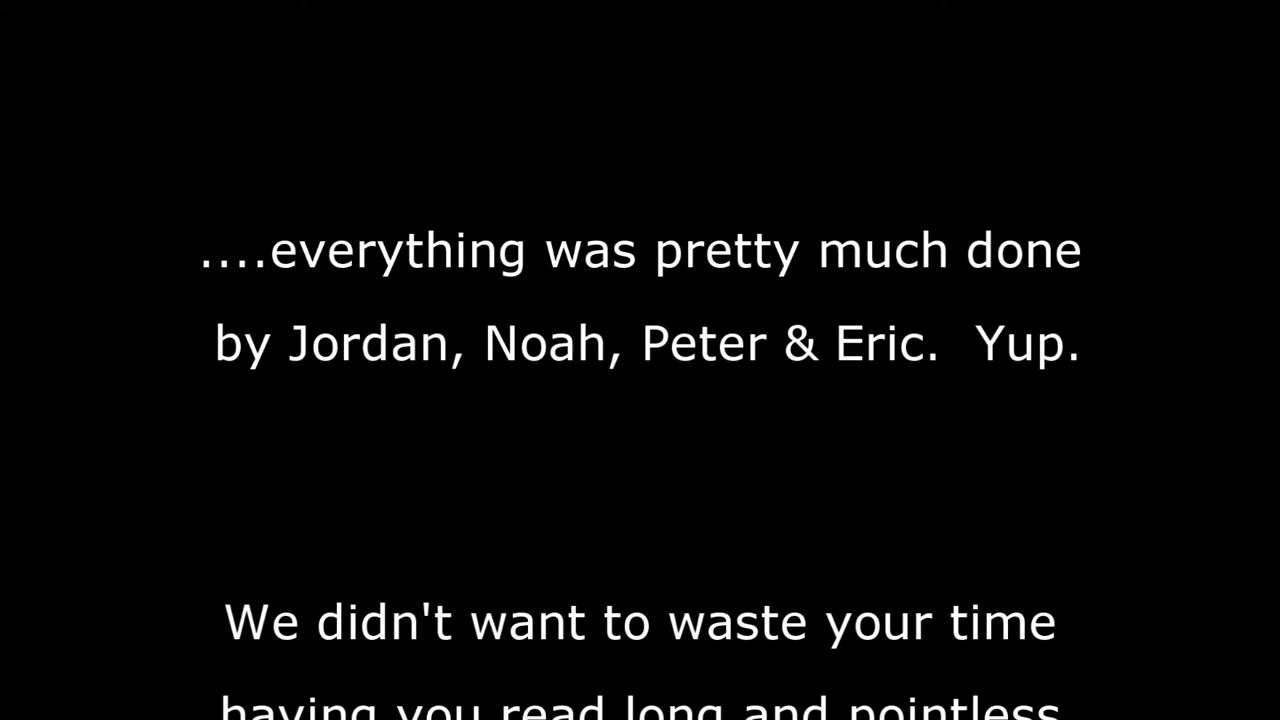 ....everything was pretty much done
by Jordan, Noah, Peter & Eric.  Yup.
We didn't want to waste your time
having you read long and pointless